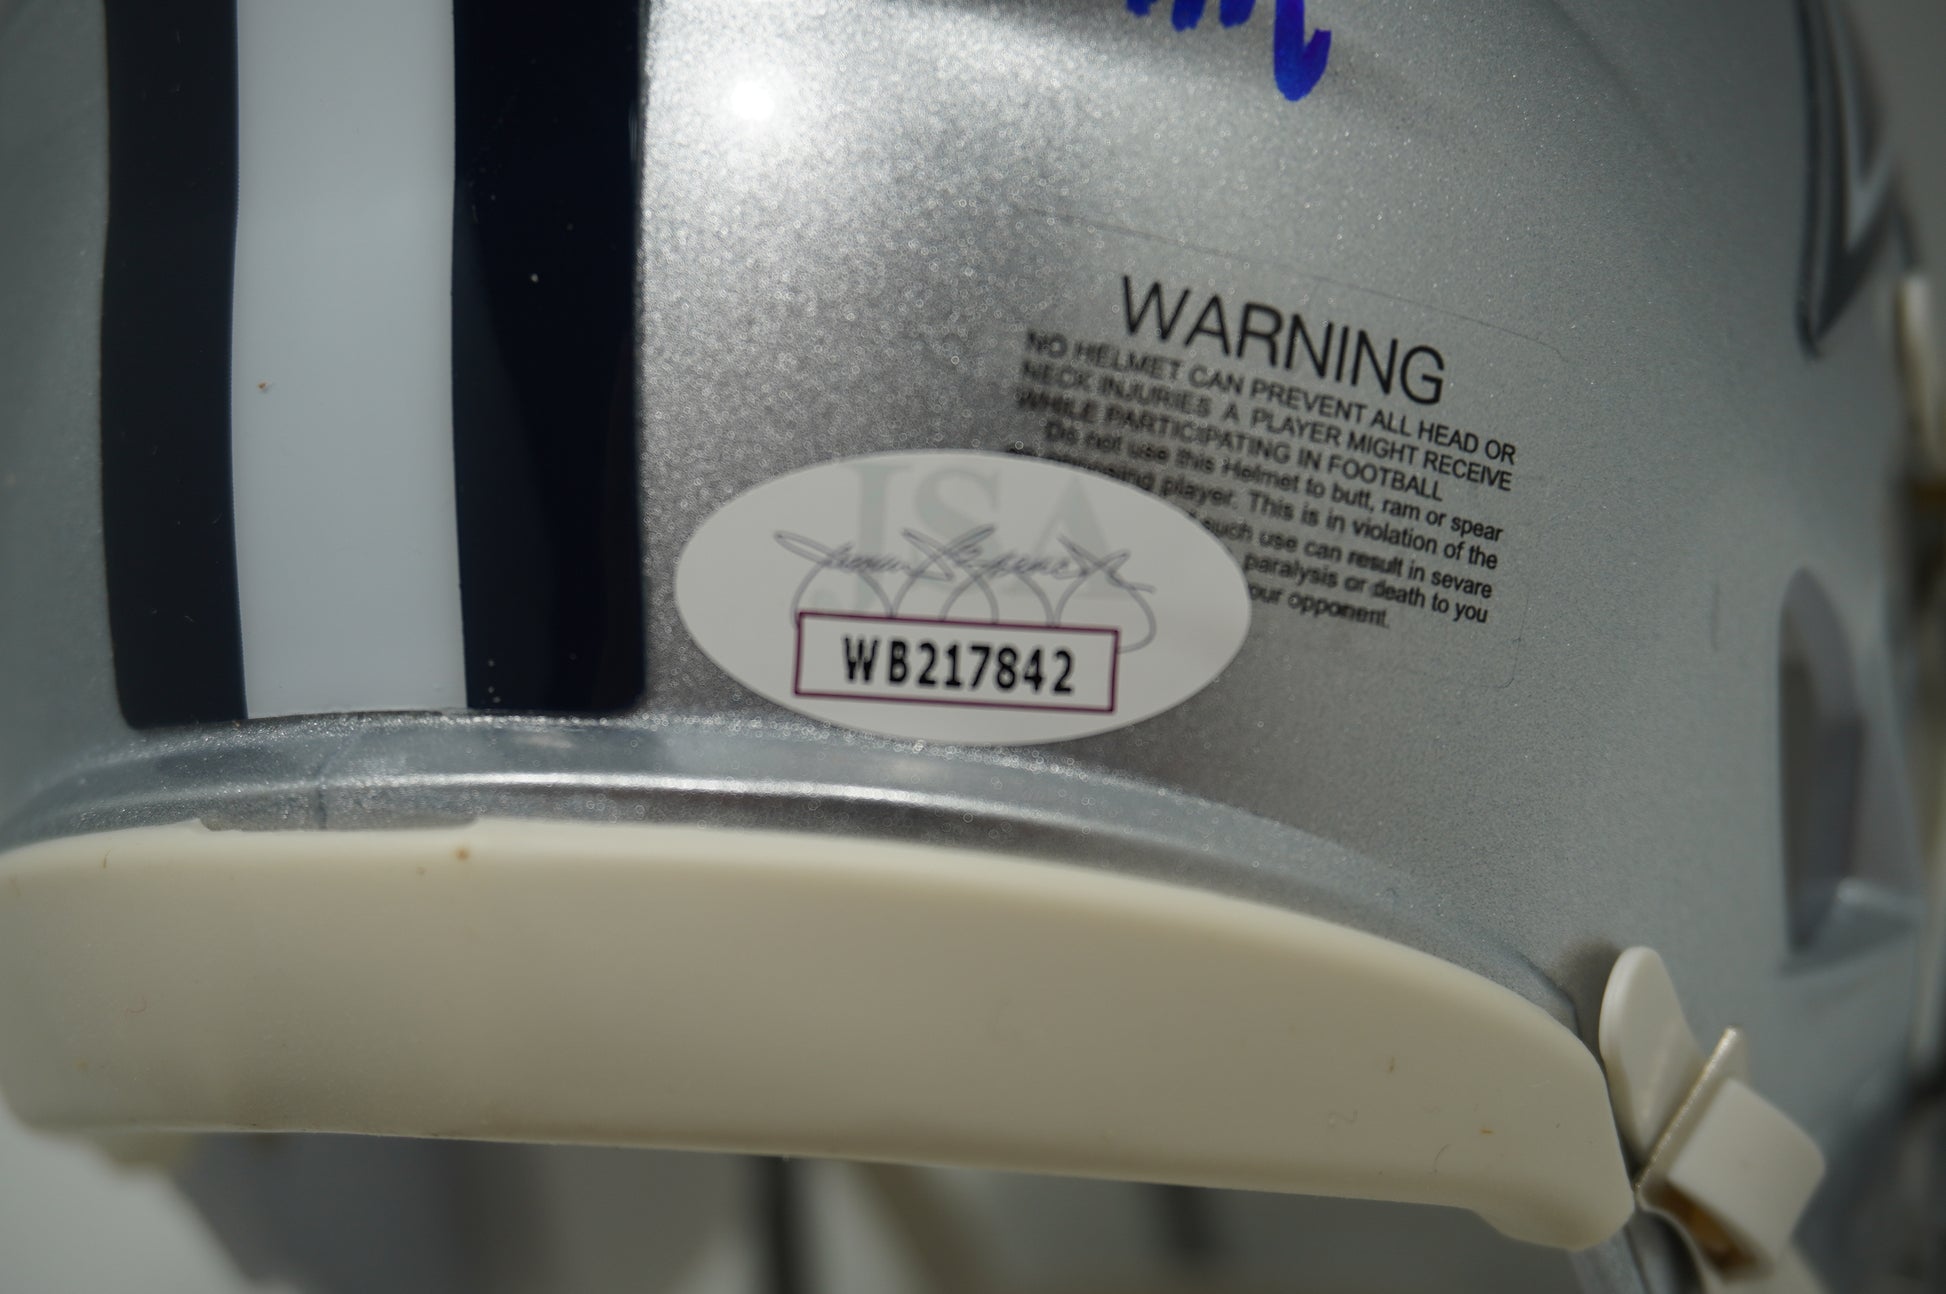 WARNING
NO HELMET CAN PREVENT ALL HEAD OR
NECK INJURIES A PLAYER MIGHT RECEIVE
WHILE PARTICIPATING IN FOOTBALL
Do not use this Helmet to butt, ram or spear
player. This is in violation of the
such use can result in sevare
paralysis or death to you
our opponent.
JSA
WB217842